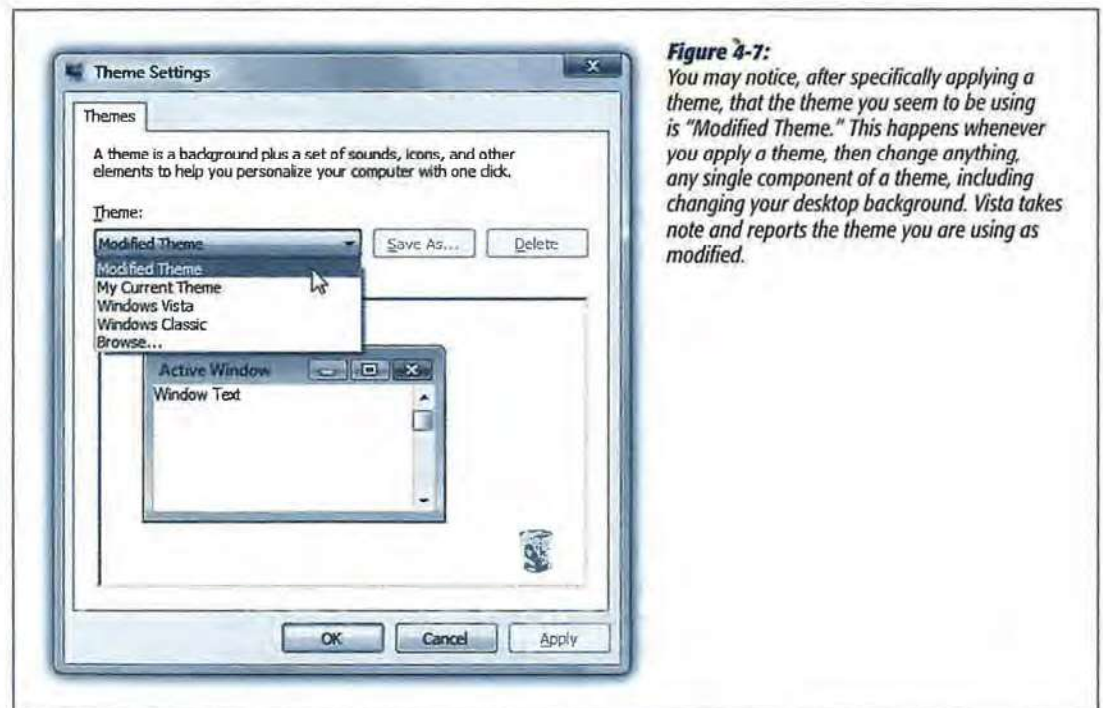 Theme Settings
Themes
A theme is a background plus a set of sounds, icons, and other
elements to help you personalize your computer with one click.
Theme:
Modified Theme
Save As...
Delete
Modified Theme
My Current Theme
Windows Vista
Windows Classic
Browse...
Active Window
Window Text
OK
Cancel
Apply
Figure 4-7:
You may notice, after specifically applying a
theme, that the theme you seem to be using
is "Modified Theme." This happens whenever
you apply a theme, then change anything,
any single component of a theme, including
changing your desktop background. Vista takes
note and reports the theme you are using as
modified.